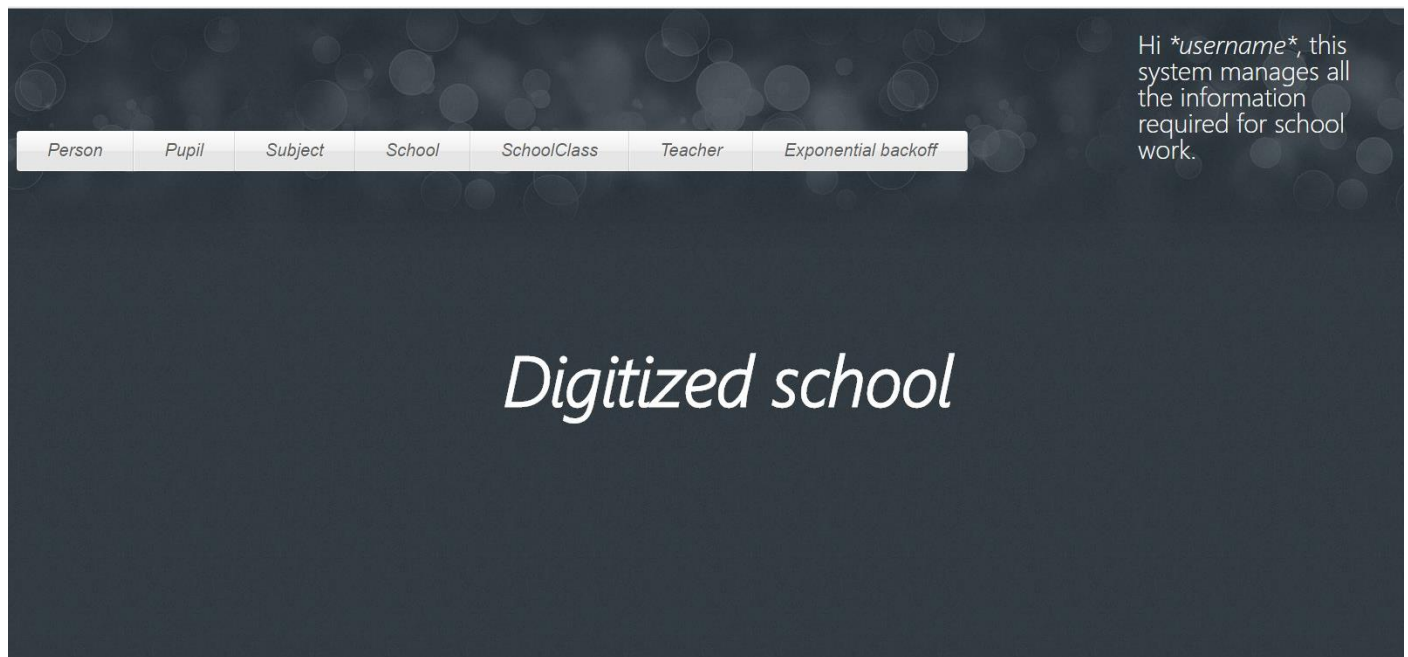 Hi *username*, this
system manages all
the information
required for school
work.
Person Pupil Subject School SchoolClass Teacher Exponential backoff
Digitized school